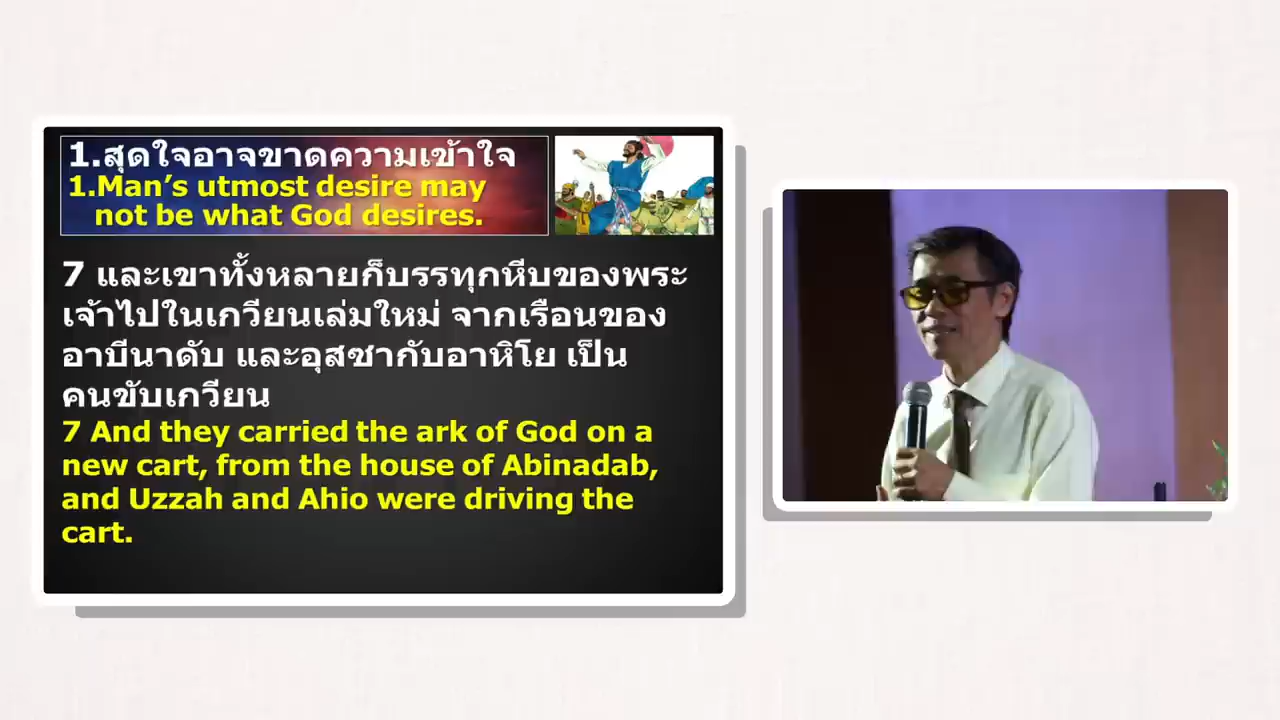 1.สุดใจอาจขาดความเข้าใจ
1.Man’s utmost desire may
not be what God desires.
7 และเขาทั้งหลายก็บรรทุกหีบของพระ
เจ้าไปในเกวียนเล่มใหม่ จากเรือนของ
อาบีนาดับ และอุสซากับอาหิโย เป็น
คนขับเกวียน
7 And they carried the ark of God on a
new cart, from the house of Abinadab,
and Uzzah and Ahio were driving the
cart.